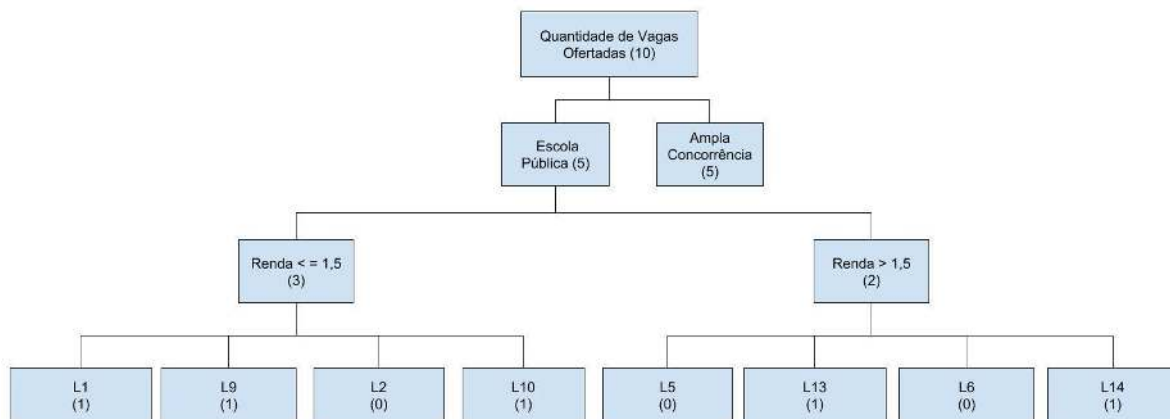 Quantidade de Vagas
Ofertadas (10)
Escola
Pública (5)
Ampla
Concorrência
(5)
Renda < = 1,5
(3)
Renda > 1,5
(2)
L1
(1)
L9
(1)
L2
(0)
L10
(1)
L5
(0)
L13
(1)
L6
(0)
L14
(1)